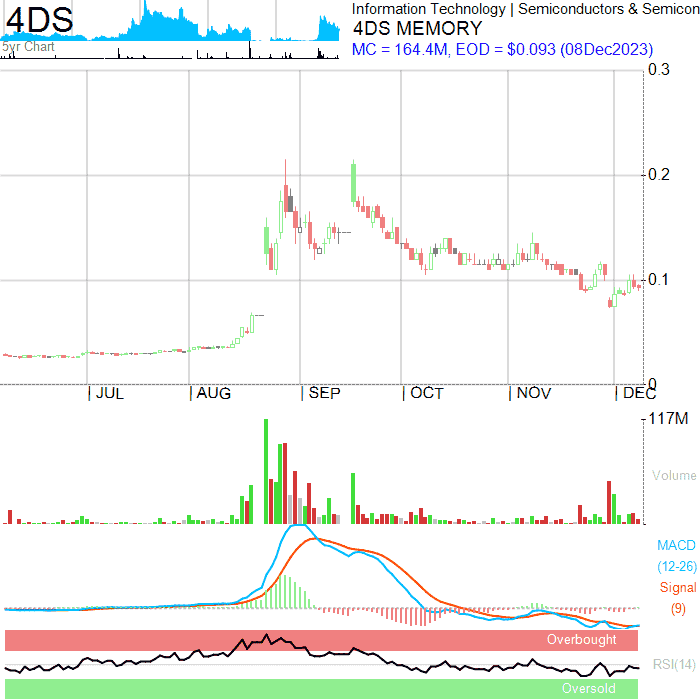 4DS
5yr Chart
Information Technology | Semiconductors & Semicon
4DS MEMORY
MC = 164.4M, EOD = $0.093 (08Dec2023)
0.3
0.2
0.1
0
JUL AUG SEP OCT NOV DEC
117M
Volume
MACD
(12-26)
Signal
(9)
Overbought
RSI(14)
Oversold